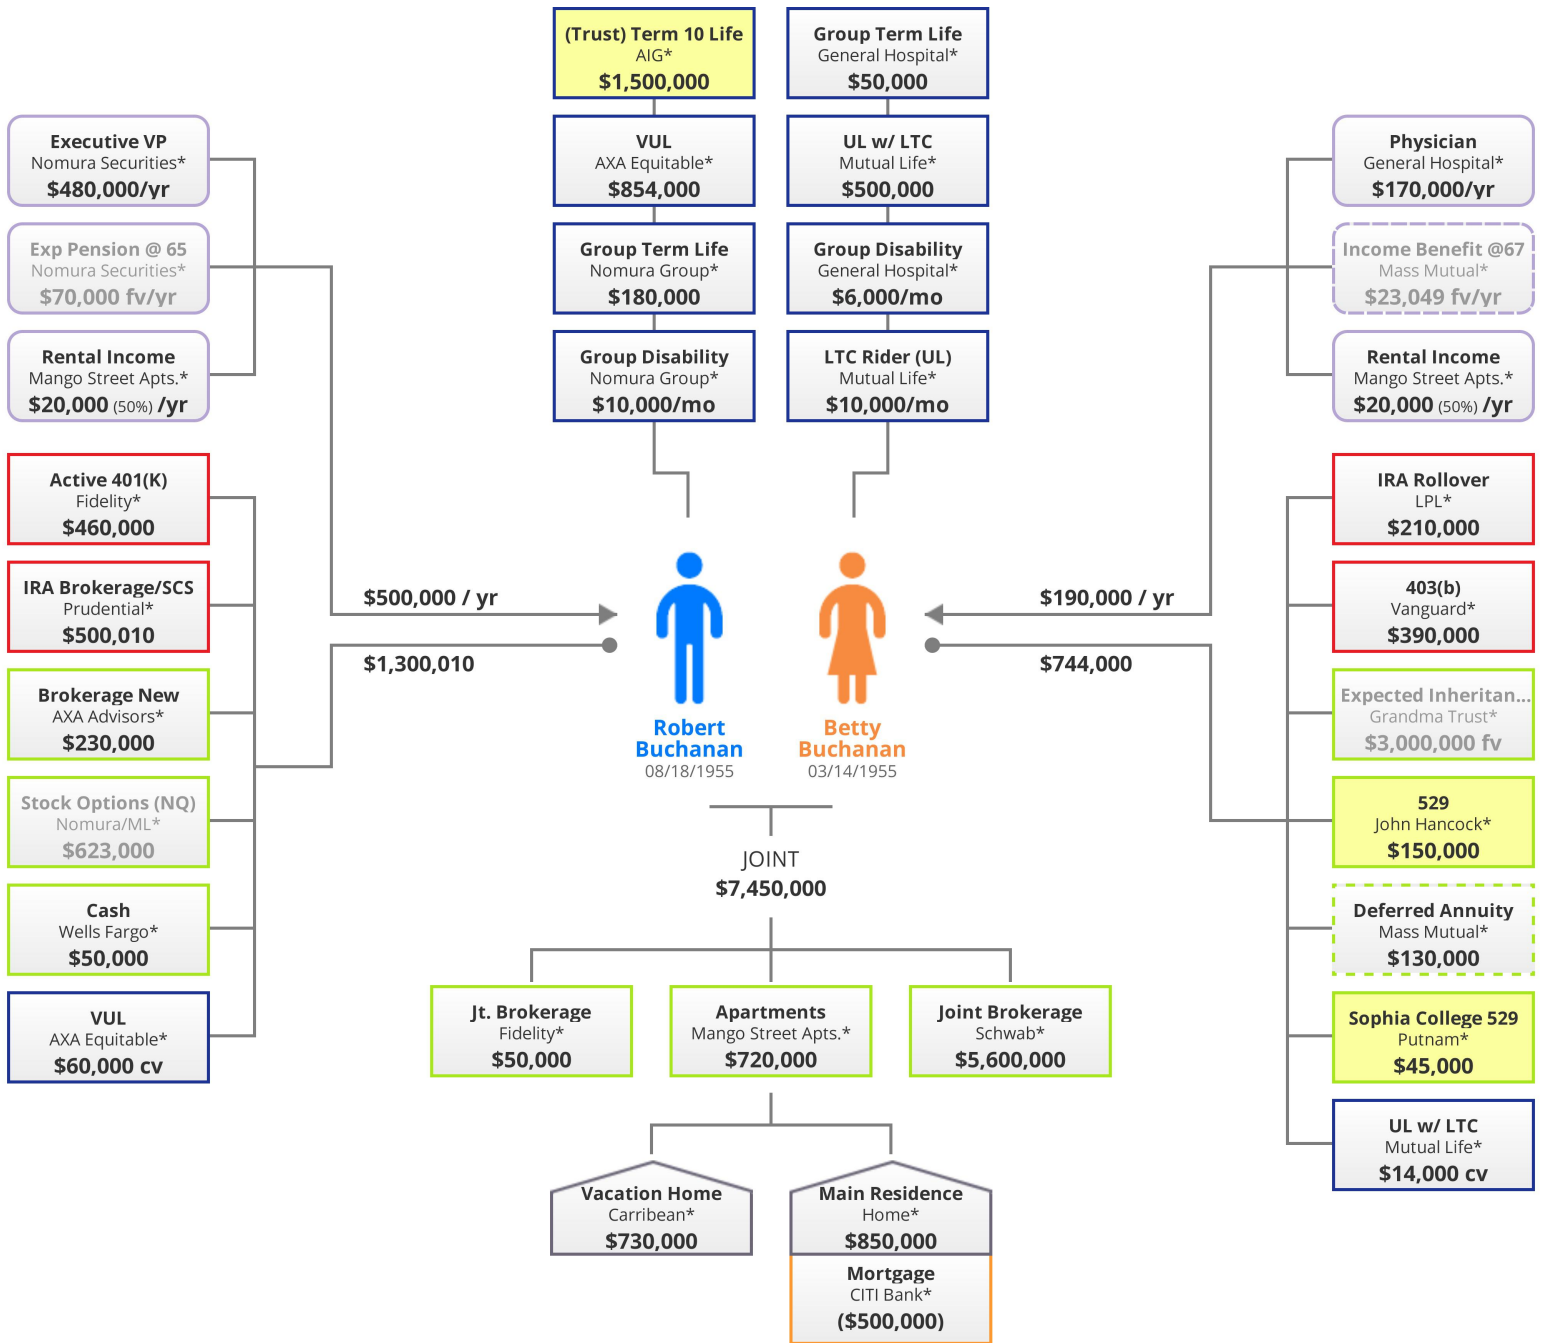 (Trust) Term 10 Life
AIG*
$1,500,000
Group Term Life
General Hospital*
$50,000
VUL
AXA Equitable*
$854,000
UL w/ LTC
Mutual Life*
$500,000
Group Term Life
Nomura Group*
$180,000
Group Disability
General Hospital*
$6,000/mo
Group Disability
Nomura Group*
$10,000/mo
LTC Rider (UL)
Mutual Life*
$10,000/mo
Executive VP
Nomura Securities*
$480,000/yr
Exp Pension @ 65
Nomura Securities*
$70,000 fv/yr
Rental Income
Mango Street Apts.*
$20,000 (50%) /yr
Active 401(K)
Fidelity*
$460,000
IRA Brokerage/SCS
Prudential*
$500,010
Brokerage New
AXA Advisors*
$230,000
Stock Options (NQ)
Nomura/ML*
$623,000
Cash
Wells Fargo*
$50,000
VUL
AXA Equitable*
$60,000 cv
$500,000 / yr
$1,300,010
Robert
Buchanan
08/18/1955
Betty
Buchanan
03/14/1955
$190,000 / yr
$744,000
Physician
General Hospital*
$170,000/yr
Income Benefit @67
Mass Mutual*
$23,049 fv/yr
Rental Income
Mango Street Apts.*
$20,000 (50%) /yr
IRA Rollover
LPL*
$210,000
403(b)
Vanguard*
$390,000
Expected Inheritan...
Grandma Trust*
$3,000,000 fv
529
John Hancock*
$150,000
Deferred Annuity
Mass Mutual*
$130,000
Sophia College 529
Putnam*
$45,000
UL w/ LTC
Mutual Life*
$14,000 cv
JOINT
$7,450,000
Jt. Brokerage
Fidelity*
$50,000
Apartments
Mango Street Apts.*
$720,000
Joint Brokerage
Schwab*
$5,600,000
Vacation Home
Carribean*
$730,000
Main Residence
Home*
$850,000
Mortgage
CITI Bank*
($500,000)